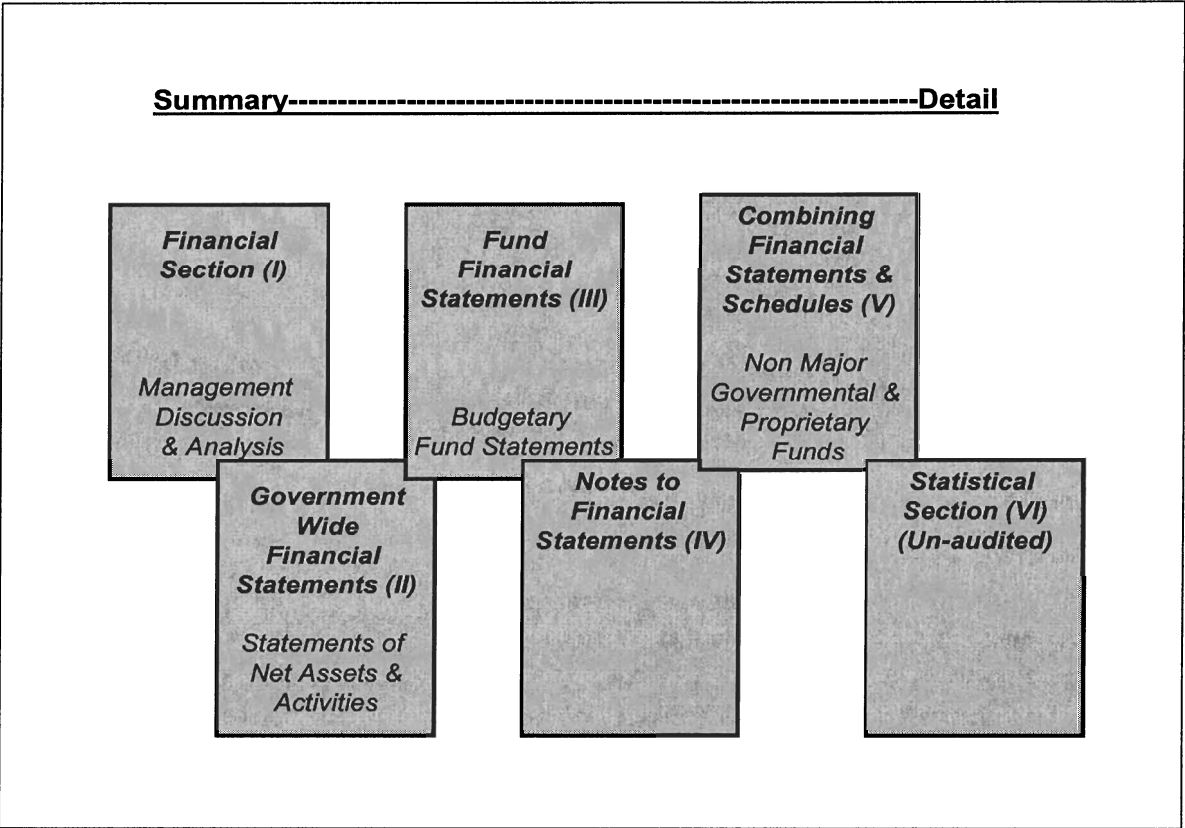 Summary----------------------------------------------------------------Detail
Financial
Section (I)
Management
Discussion
& Analysis
Government
Wide
Financial
Statements (II)
Statements of
Net Assets &
Activities
Fund
Financial
Statements (III)
Budgetary
Fund Statements
Notes to
Financial
Statements (IV)
Combining
Financial
Statements &
Schedules (V)
Non Major
Governmental &
Proprietary
Funds
Statistical
Section (VI)
(Un-audited)